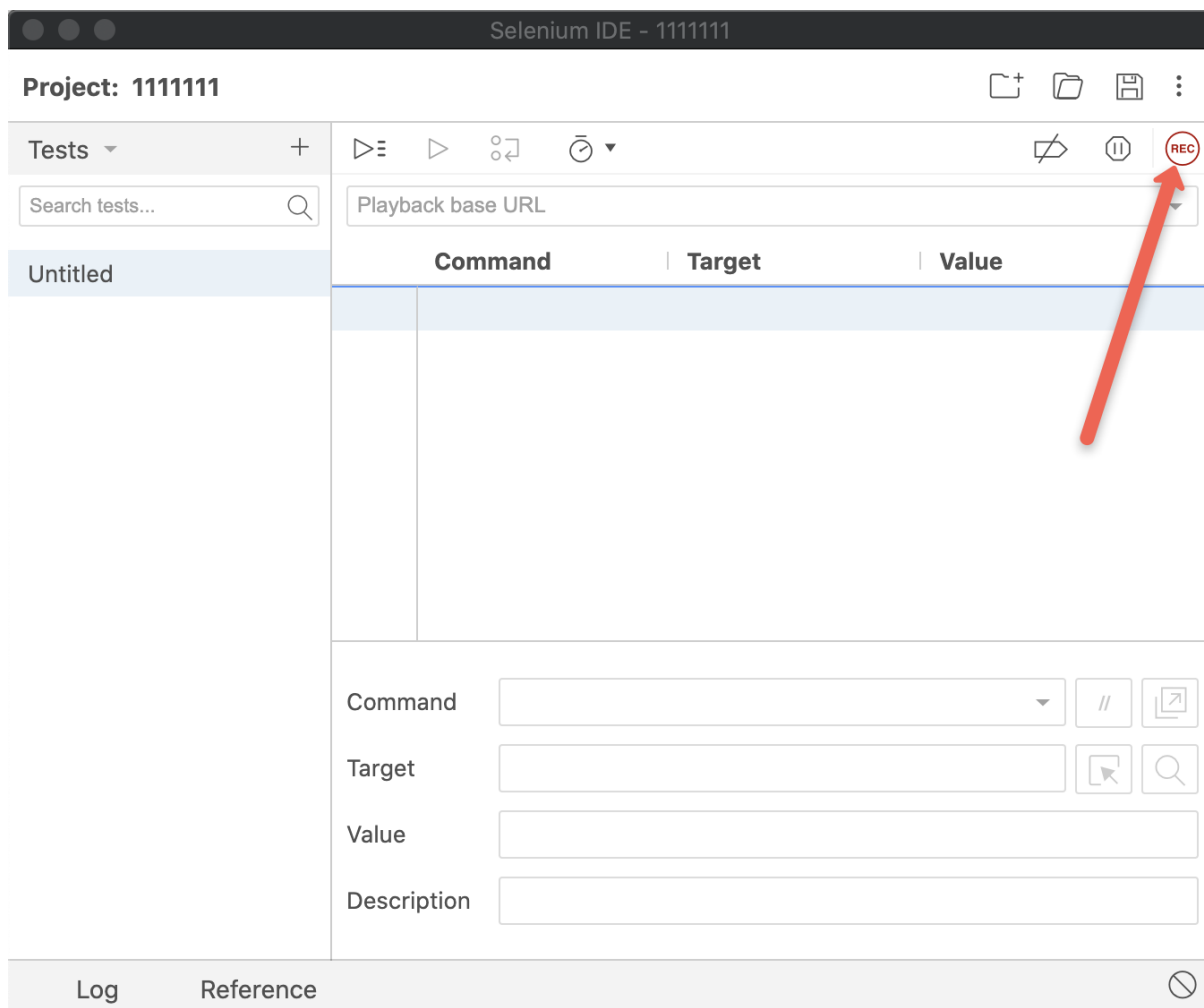 Selenium IDE - 1111111
Project: 1111111
Tests
REC
Search tests...
Playback base URL
Command Target Value
Untitled
Command
//
Target
Value
Description
Log Reference